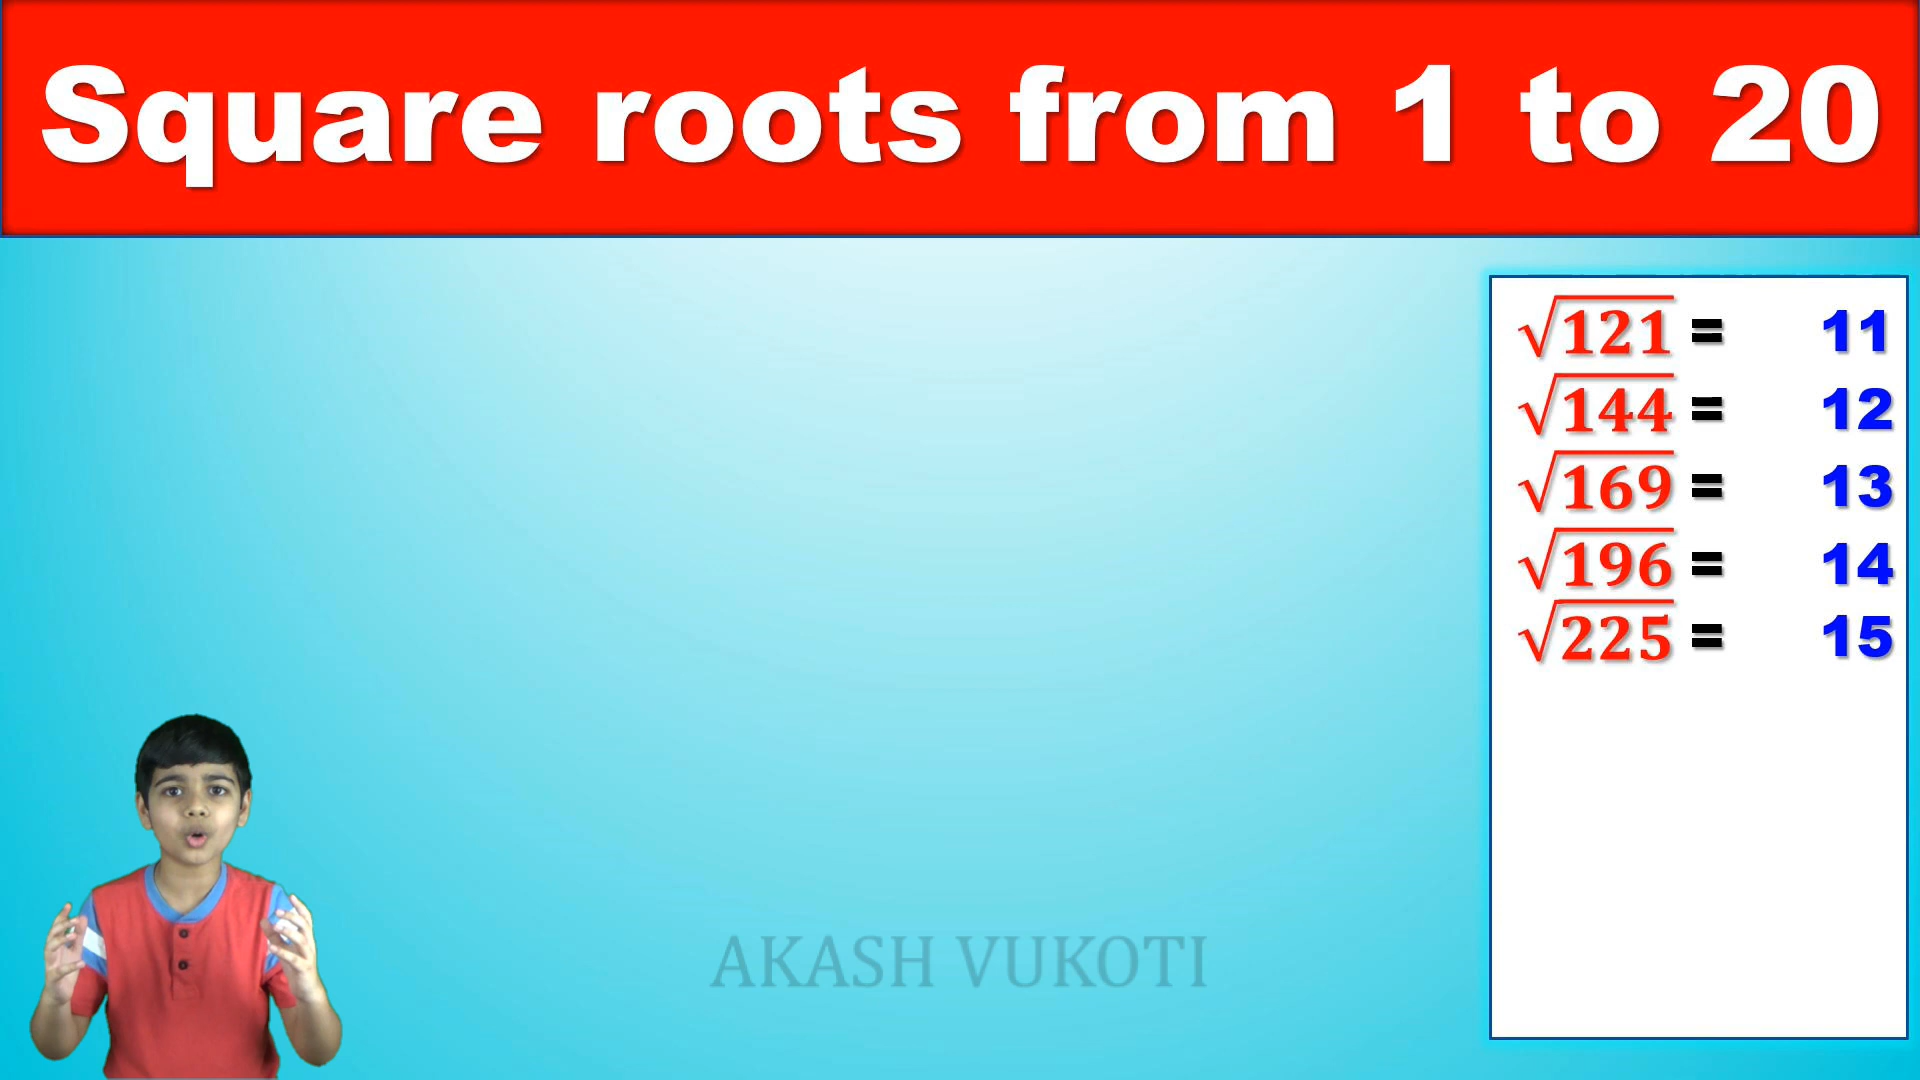 Square roots from 1 to 20
√121 = 11
√144 = 12
√169 = 13
√196 = 14
√225 = 15
AKASH VUKOTI